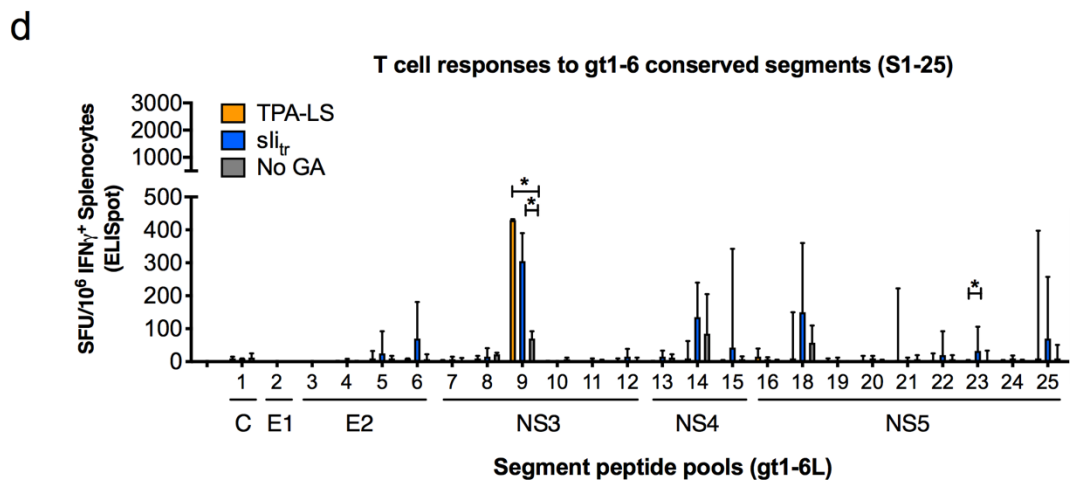 d
T cell responses to gt1-6 conserved segments (S1-25)
TPA-LS
sli_tr
No GA
3000
2000
1000
500
400
300
200
100
0
SFU/10⁶ IFNγ⁺ Splenocytes
(ELISpot)
* * *
1 2 3 4 5 6 7 8 9 10 11 12 13 14 15 16 18 19 20 21 22 23 24 25
C E1 E2 NS3 NS4 NS5
Segment peptide pools (gt1-6L)